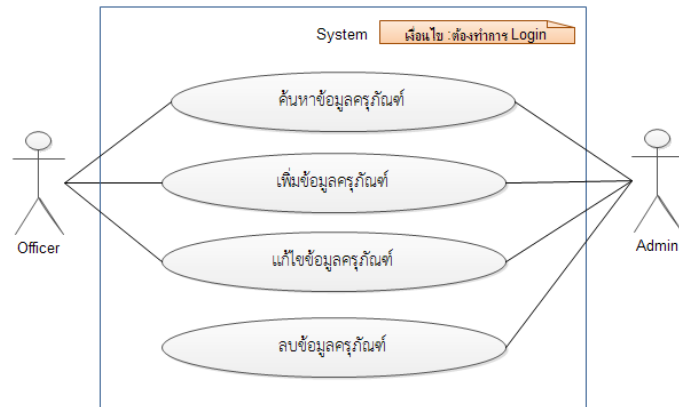 System
เงื่อนไข :ต้องทำการ Login
ค้นหาข้อมูลครุภัณฑ์
เพิ่มข้อมูลครุภัณฑ์
Officer
Admin
แก้ไขข้อมูลครุภัณฑ์
ลบข้อมูลครุภัณฑ์